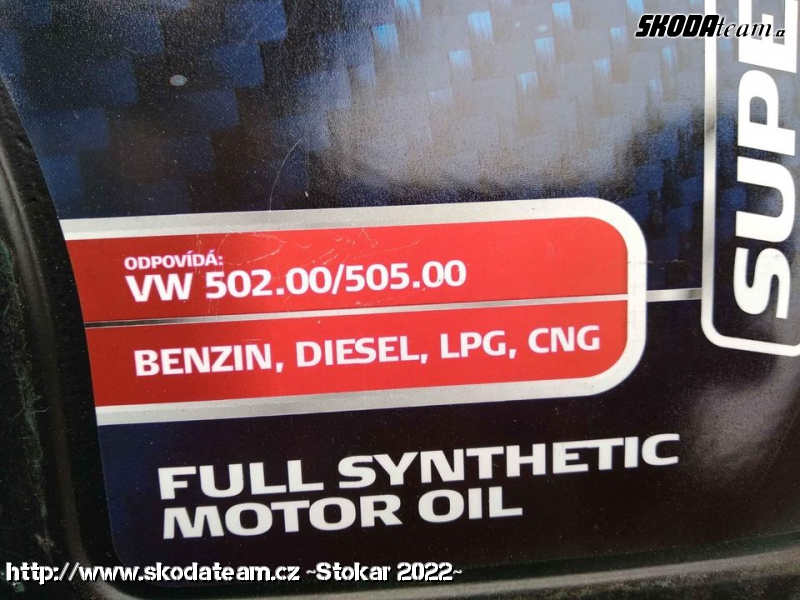 SKODAteam.cz
SUPE
ODPOVÍDÁ:
VW 502.00/505.00
BENZIN, DIESEL, LPG, CNG
FULL SYNTHETIC
MOTOR OIL
http://www.skodateam.cz ~Stokar 2022~